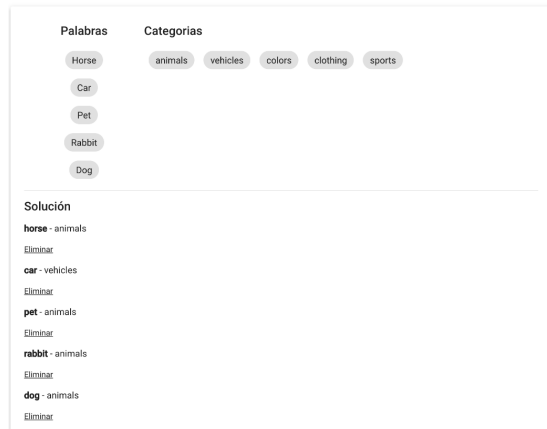 Palabras Categorias
Horse animals vehicles colors clothing sports
Car
Pet
Rabbit
Dog
Solución
horse - animals
Eliminar
car - vehicles
Eliminar
pet - animals
Eliminar
rabbit - animals
Eliminar
dog - animals
Eliminar